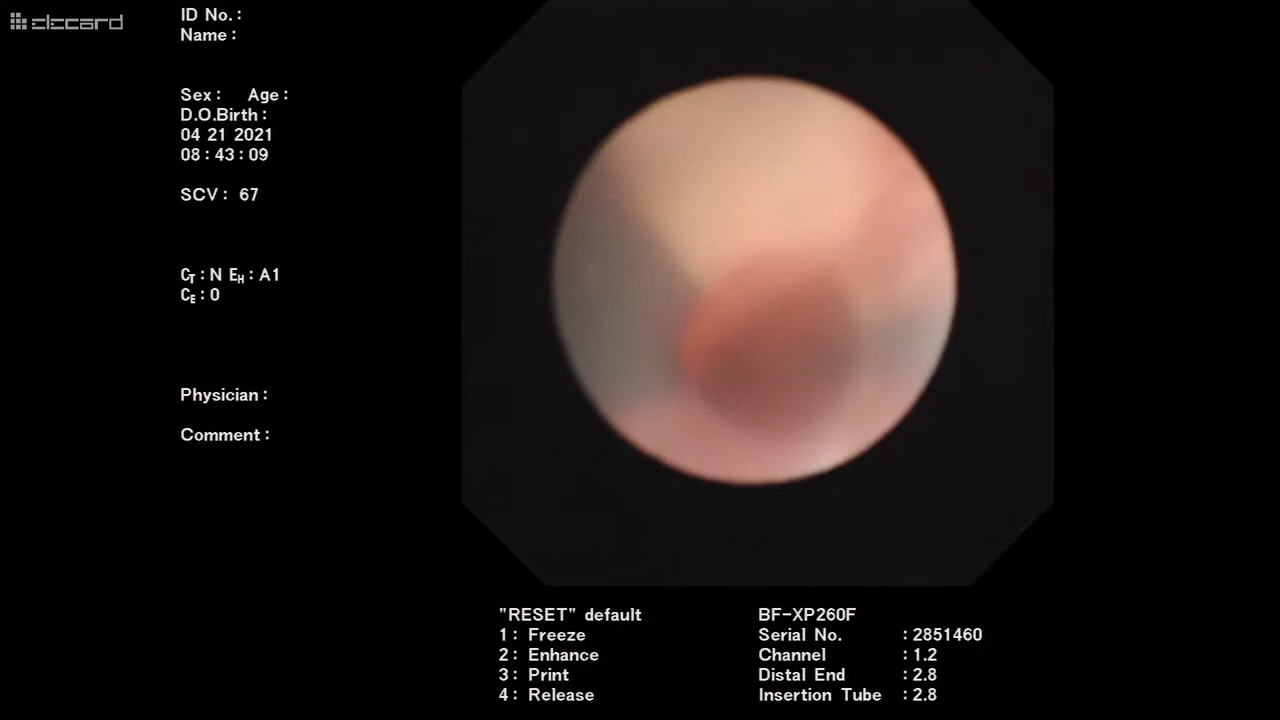 elecard
ID No. :
Name :
Sex : Age :
D.O.Birth :
04 21 2021
08 : 43 : 09
SCV : 67
CT : N EH : A1
CE : 0
Physician :
Comment :
"RESET" default
1 : Freeze
2 : Enhance
3 : Print
4 : Release
BF-XP260F
Serial No. : 2851460
Channel : 1.2
Distal End : 2.8
Insertion Tube : 2.8